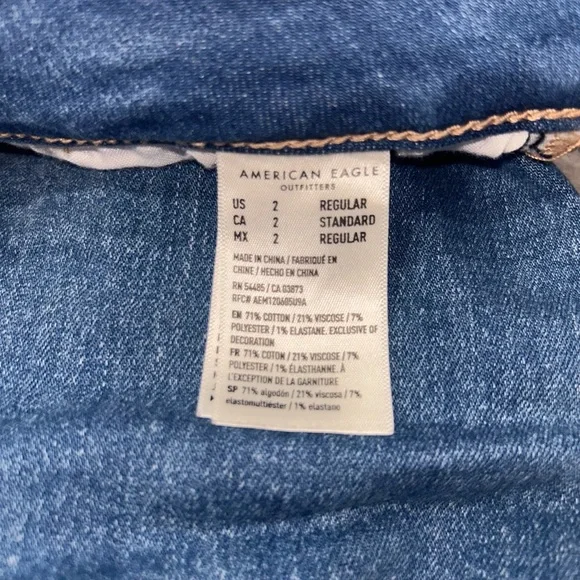 AMERICAN EAGLE
OUTFITTERS
US 2 REGULAR
CA 2 STANDARD
MX 2 REGULAR
MADE IN CHINA / FABRIQUÉ EN
CHINE / HECHO EN CHINA
RN 54485 / CA 03873
RFC# AEM120605U9A
EN 71% COTTON / 21% VISCOSE / 7%
POLYESTER / 1% ELASTANE. EXCLUSIVE OF
DECORATION
FR 71% COTON / 21% VISCOSE / 7%
POLYESTER / 1% ÉLASTHANNE. À
L'EXCEPTION DE LA GARNITURE
SP 71% algodón / 21% viscosa / 7%
elastomultiéster / 1% elastane